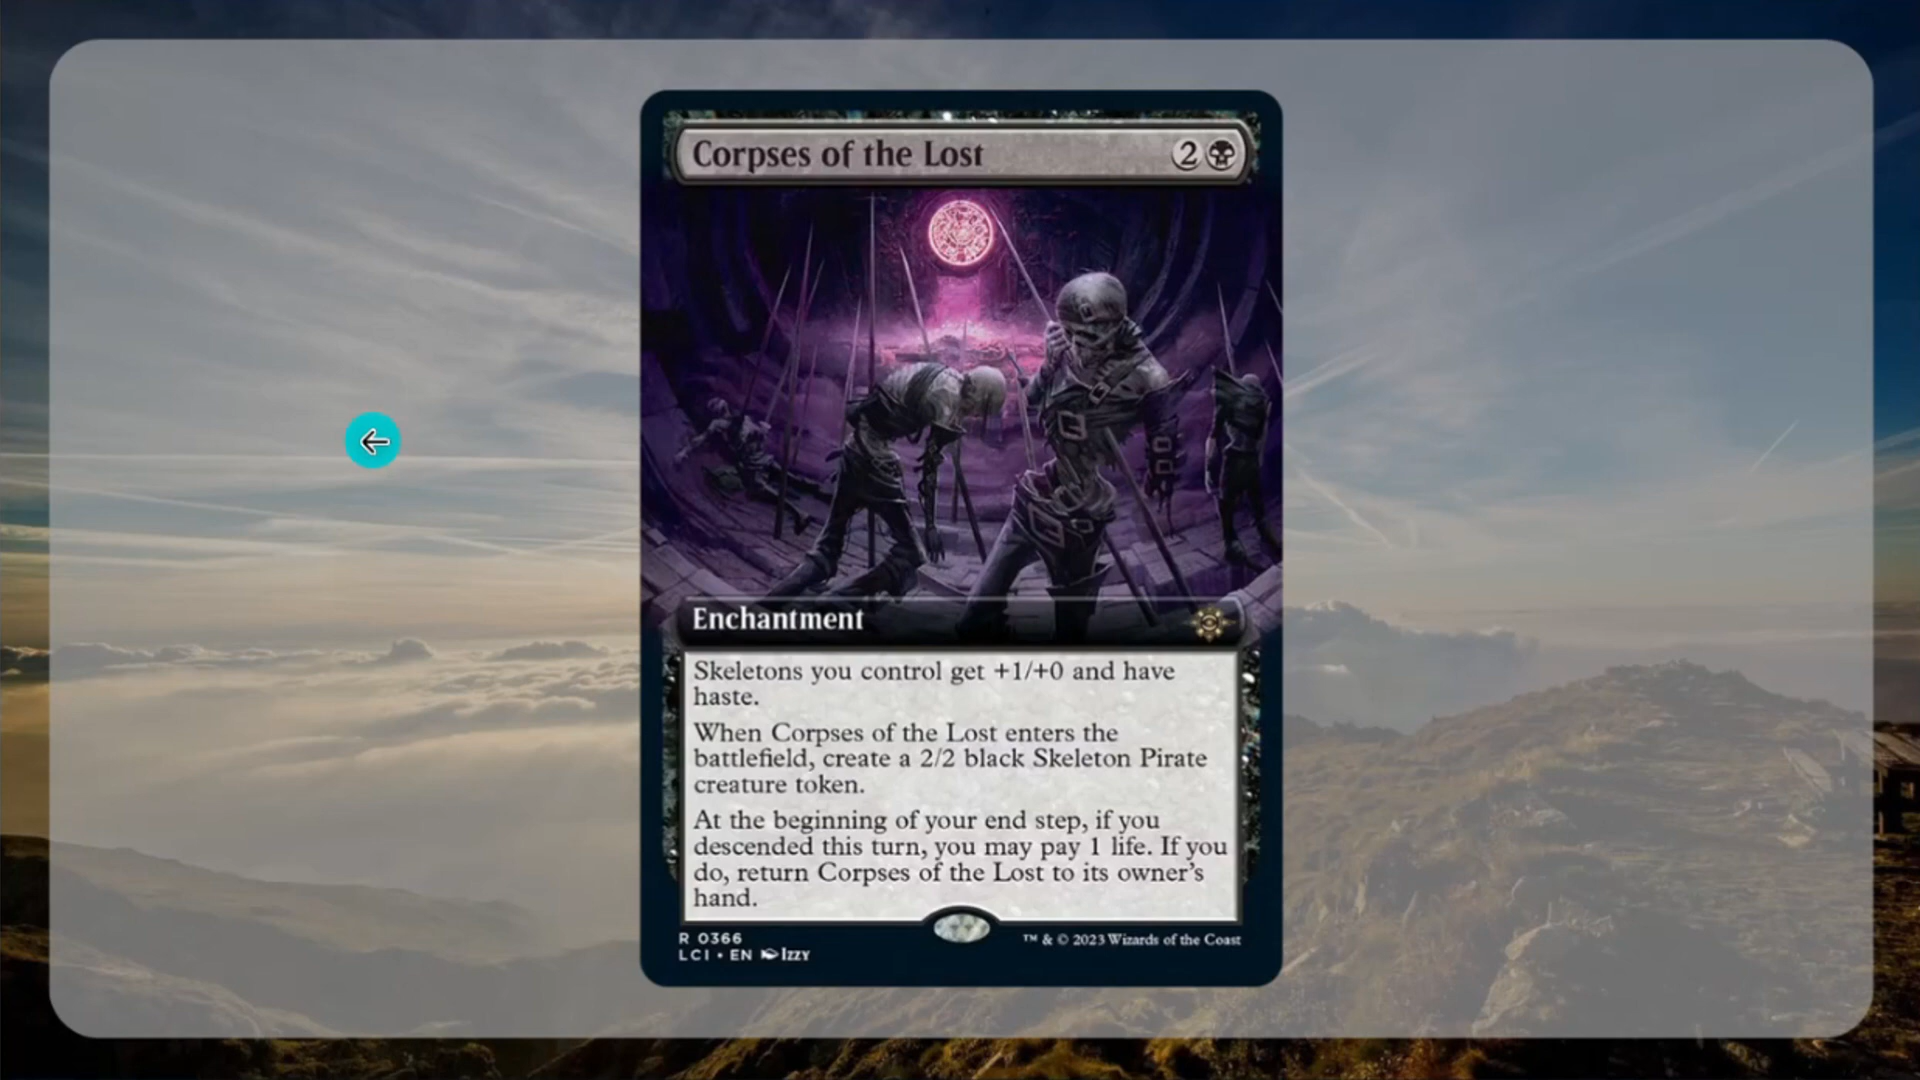 Corpses of the Lost 2
Enchantment
Skeletons you control get +1/+0 and have
haste.
When Corpses of the Lost enters the
battlefield, create a 2/2 black Skeleton Pirate
creature token.
At the beginning of your end step, if you
descended this turn, you may pay 1 life. If you
do, return Corpses of the Lost to its owner's
hand.
R 0366
LCI • EN Izzy
™ & © 2023 Wizards of the Coast